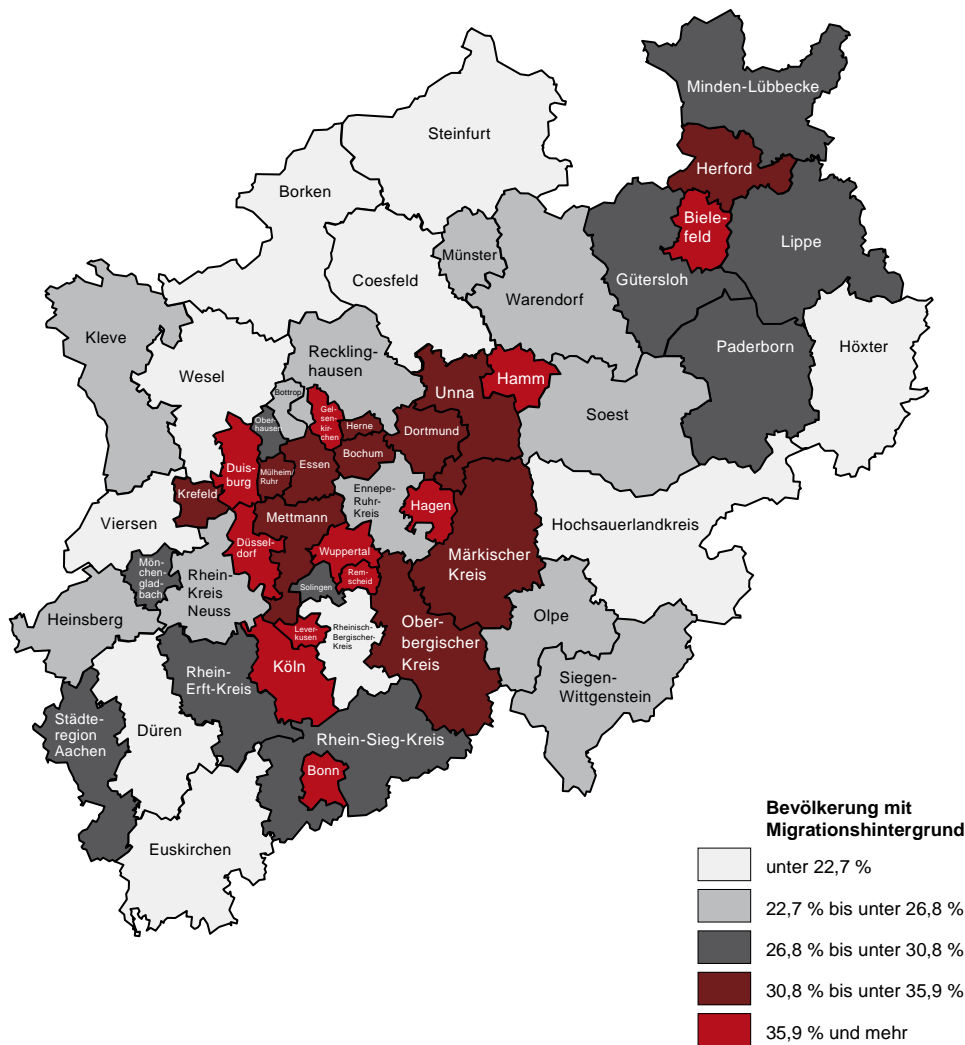 Minden-Lübbecke
Steinfurt
Herford
Borken
Biele-
feld
Lippe
Münster
Coesfeld
Gütersloh
Warendorf
Kleve
Paderborn
Höxter
Reckling-
hausen
Wesel
Hamm
Unna
Soest
Bottrop
Gel-
senkir-
chen
Ober-
hausen
Herne
Dortmund
Bochum
Essen
Duis-
burg
Mülheim/
Ruhr
Ennepe-
Ruhr-
Kreis
Krefeld
Hagen
Mettmann
Viersen
Hochsauerlandkreis
Düssel-
dorf
Wuppertal
Märkischer
Kreis
Mön-
chen-
glad-
bach
Rhein-
Kreis
Neuss
Rem-
scheid
Solingen
Heinsberg
Olpe
Lever-
kusen
Rheinisch-
Bergischer-
Kreis
Ober-
bergischer
Kreis
Köln
Rhein-
Erft-Kreis
Siegen-
Wittgenstein
Städte-
region
Aachen
Düren
Rhein-Sieg-Kreis
Bonn
Euskirchen
Bevölkerung mit
Migrationshintergrund
unter 22,7 %
22,7 % bis unter 26,8 %
26,8 % bis unter 30,8 %
30,8 % bis unter 35,9 %
35,9 % und mehr